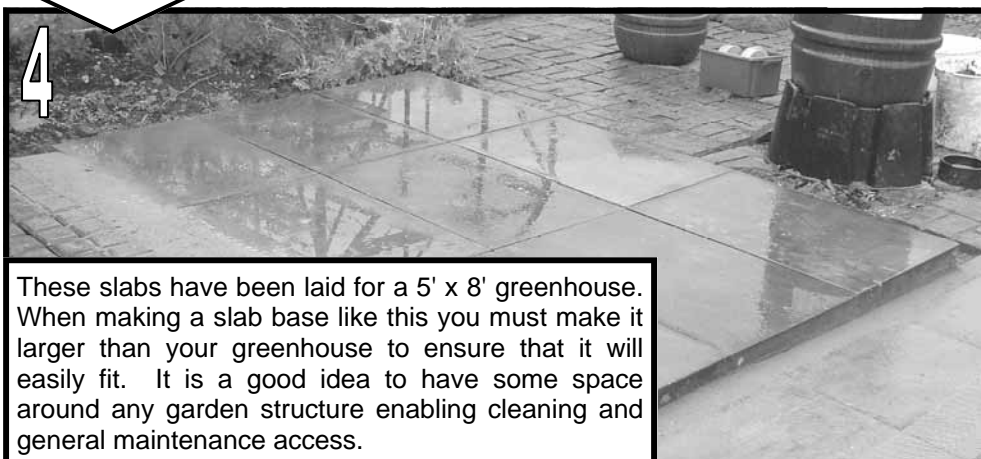 4
These slabs have been laid for a 5' x 8' greenhouse.
When making a slab base like this you must make it
larger than your greenhouse to ensure that it will
easily fit. It is a good idea to have some space
around any garden structure enabling cleaning and
general maintenance access.